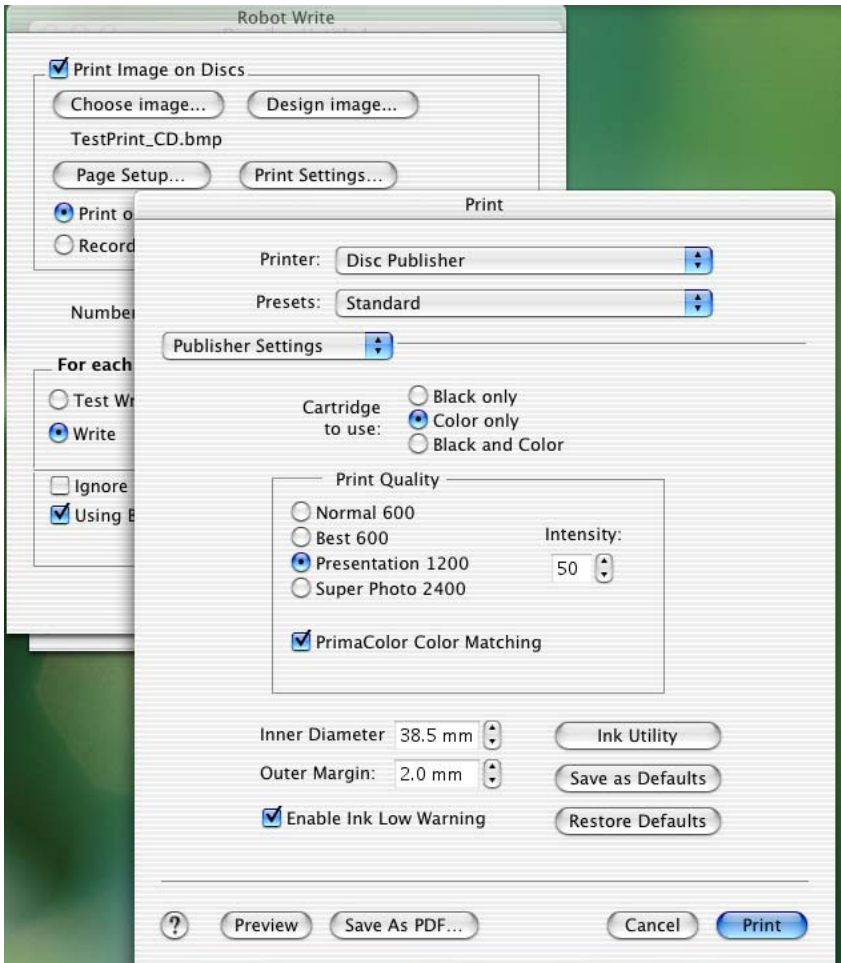 Robot Write
Print Image on Discs
Choose image... Design image...
TestPrint_CD.bmp
Page Setup... Print Settings...
Print o
Record
Number
For each
Test Wr
Write
Ignore
Using B
Print
Printer: Disc Publisher
Presets: Standard
Publisher Settings
Cartridge
to use:
Black only
Color only
Black and Color
Print Quality
Normal 600
Best 600
Presentation 1200
Super Photo 2400
Intensity:
50
PrimaColor Color Matching
Inner Diameter 38.5 mm Ink Utility
Outer Margin: 2.0 mm Save as Defaults
Enable Ink Low Warning Restore Defaults
? Preview Save As PDF... Cancel Print